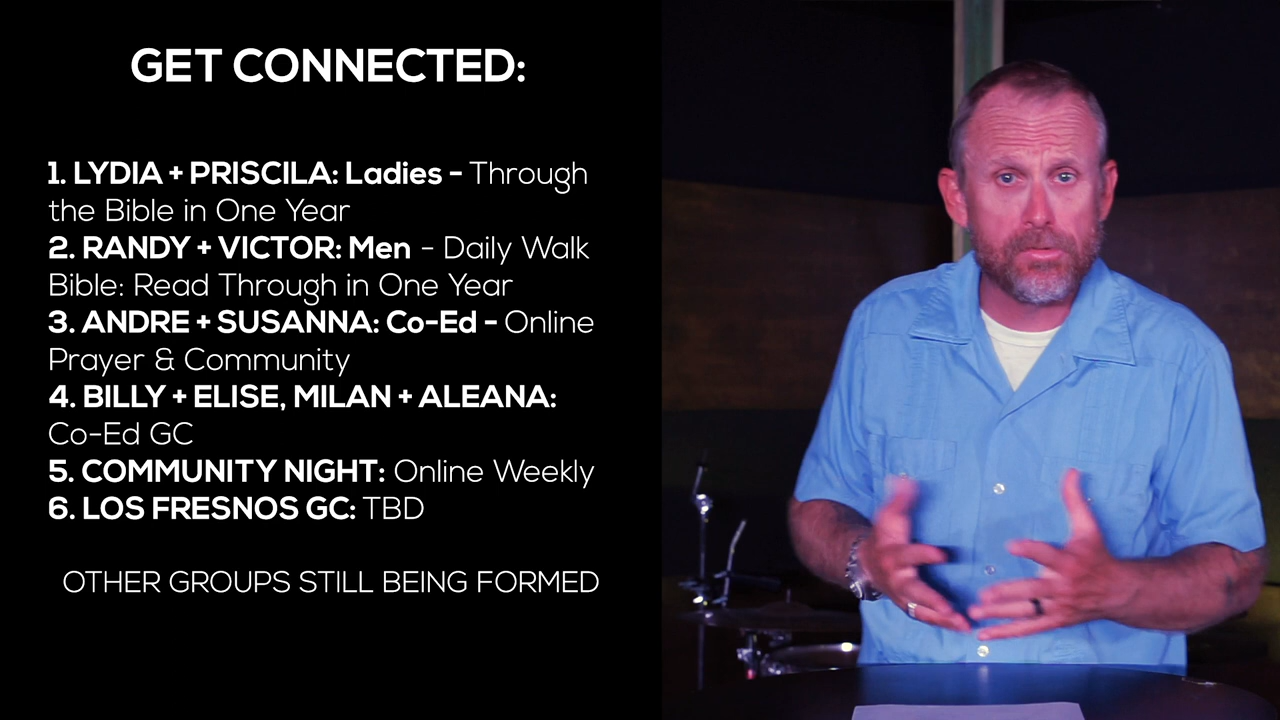 GET CONNECTED:
1. LYDIA + PRISCILA: Ladies - Through
the Bible in One Year
2. RANDY + VICTOR: Men - Daily Walk
Bible: Read Through in One Year
3. ANDRE + SUSANNA: Co-Ed - Online
Prayer & Community
4. BILLY + ELISE, MILAN + ALEANA:
Co-Ed GC
5. COMMUNITY NIGHT: Online Weekly
6. LOS FRESNOS GC: TBD
OTHER GROUPS STILL BEING FORMED